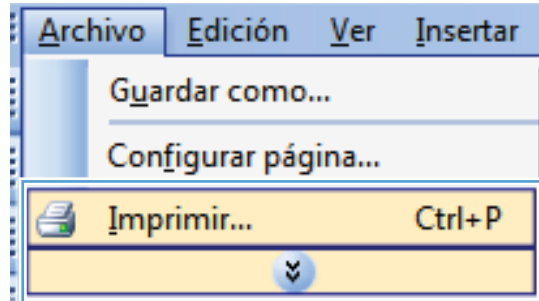 Archivo Edición Ver Insertar
Guardar como...
Configurar página...
Imprimir... Ctrl+P